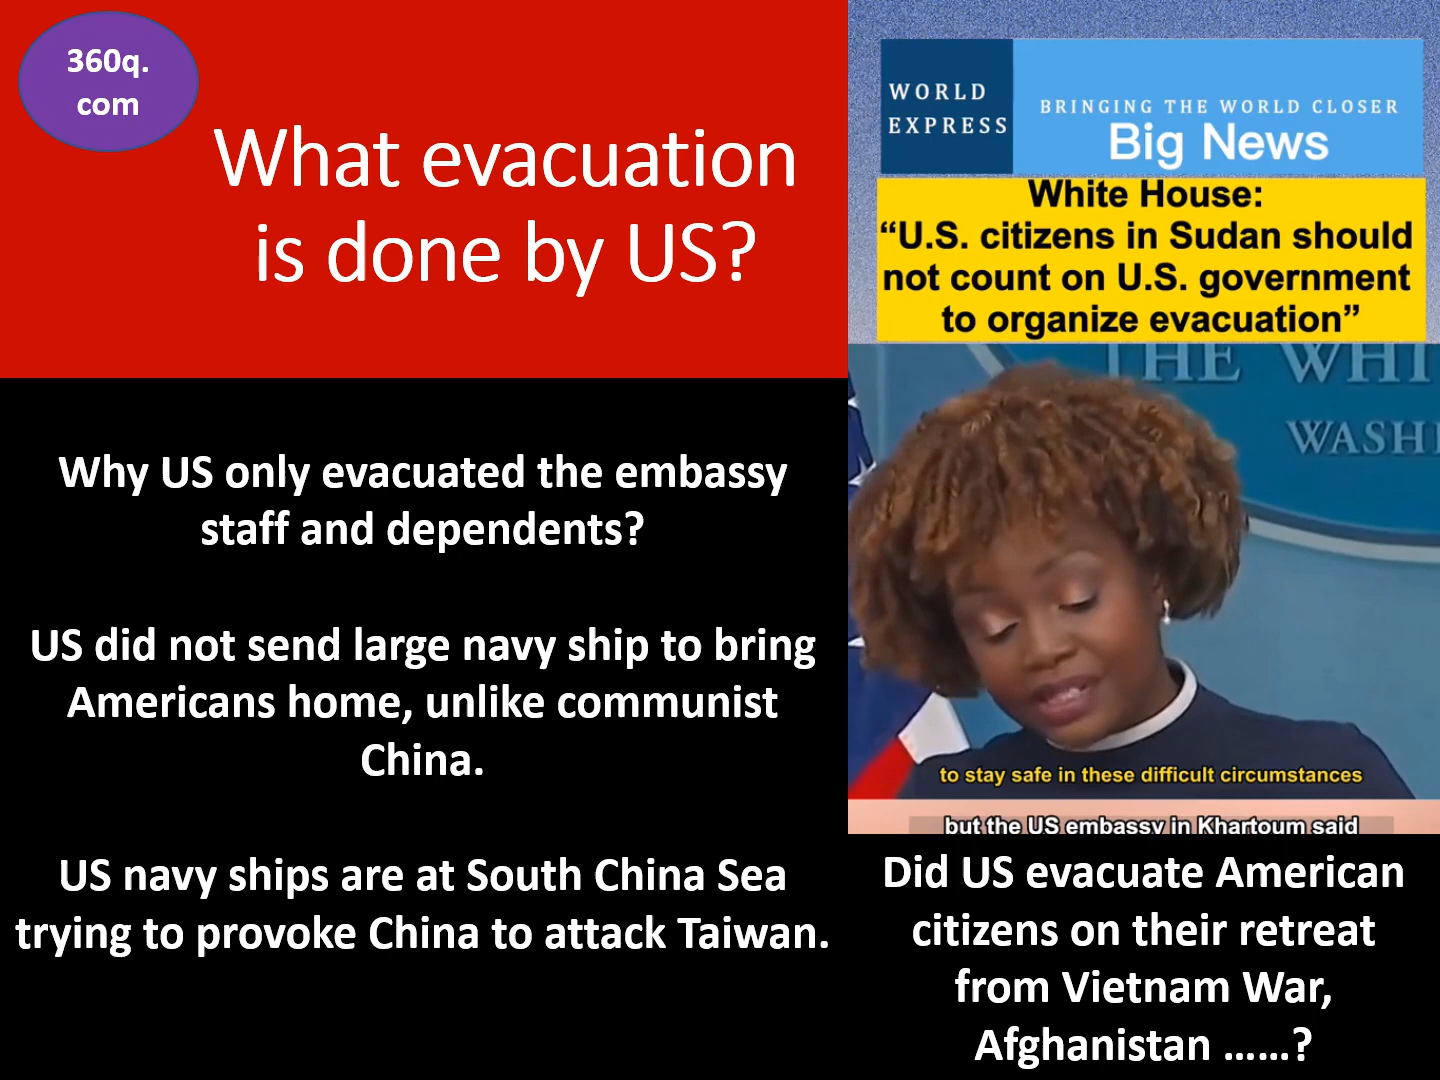 360q.
com
What evacuation
is done by US?
Why US only evacuated the embassy
staff and dependents?
US did not send large navy ship to bring
Americans home, unlike communist
China.
US navy ships are at South China Sea
trying to provoke China to attack Taiwan.
WORLD
EXPRESS
BRINGING THE WORLD CLOSER
Big News
White House:
“U.S. citizens in Sudan should
not count on U.S. government
to organize evacuation”
THE WHI
WASHI
to stay safe in these difficult circumstances
but the US embassy in Khartoum said
Did US evacuate American
citizens on their retreat
from Vietnam War,
Afghanistan ......?